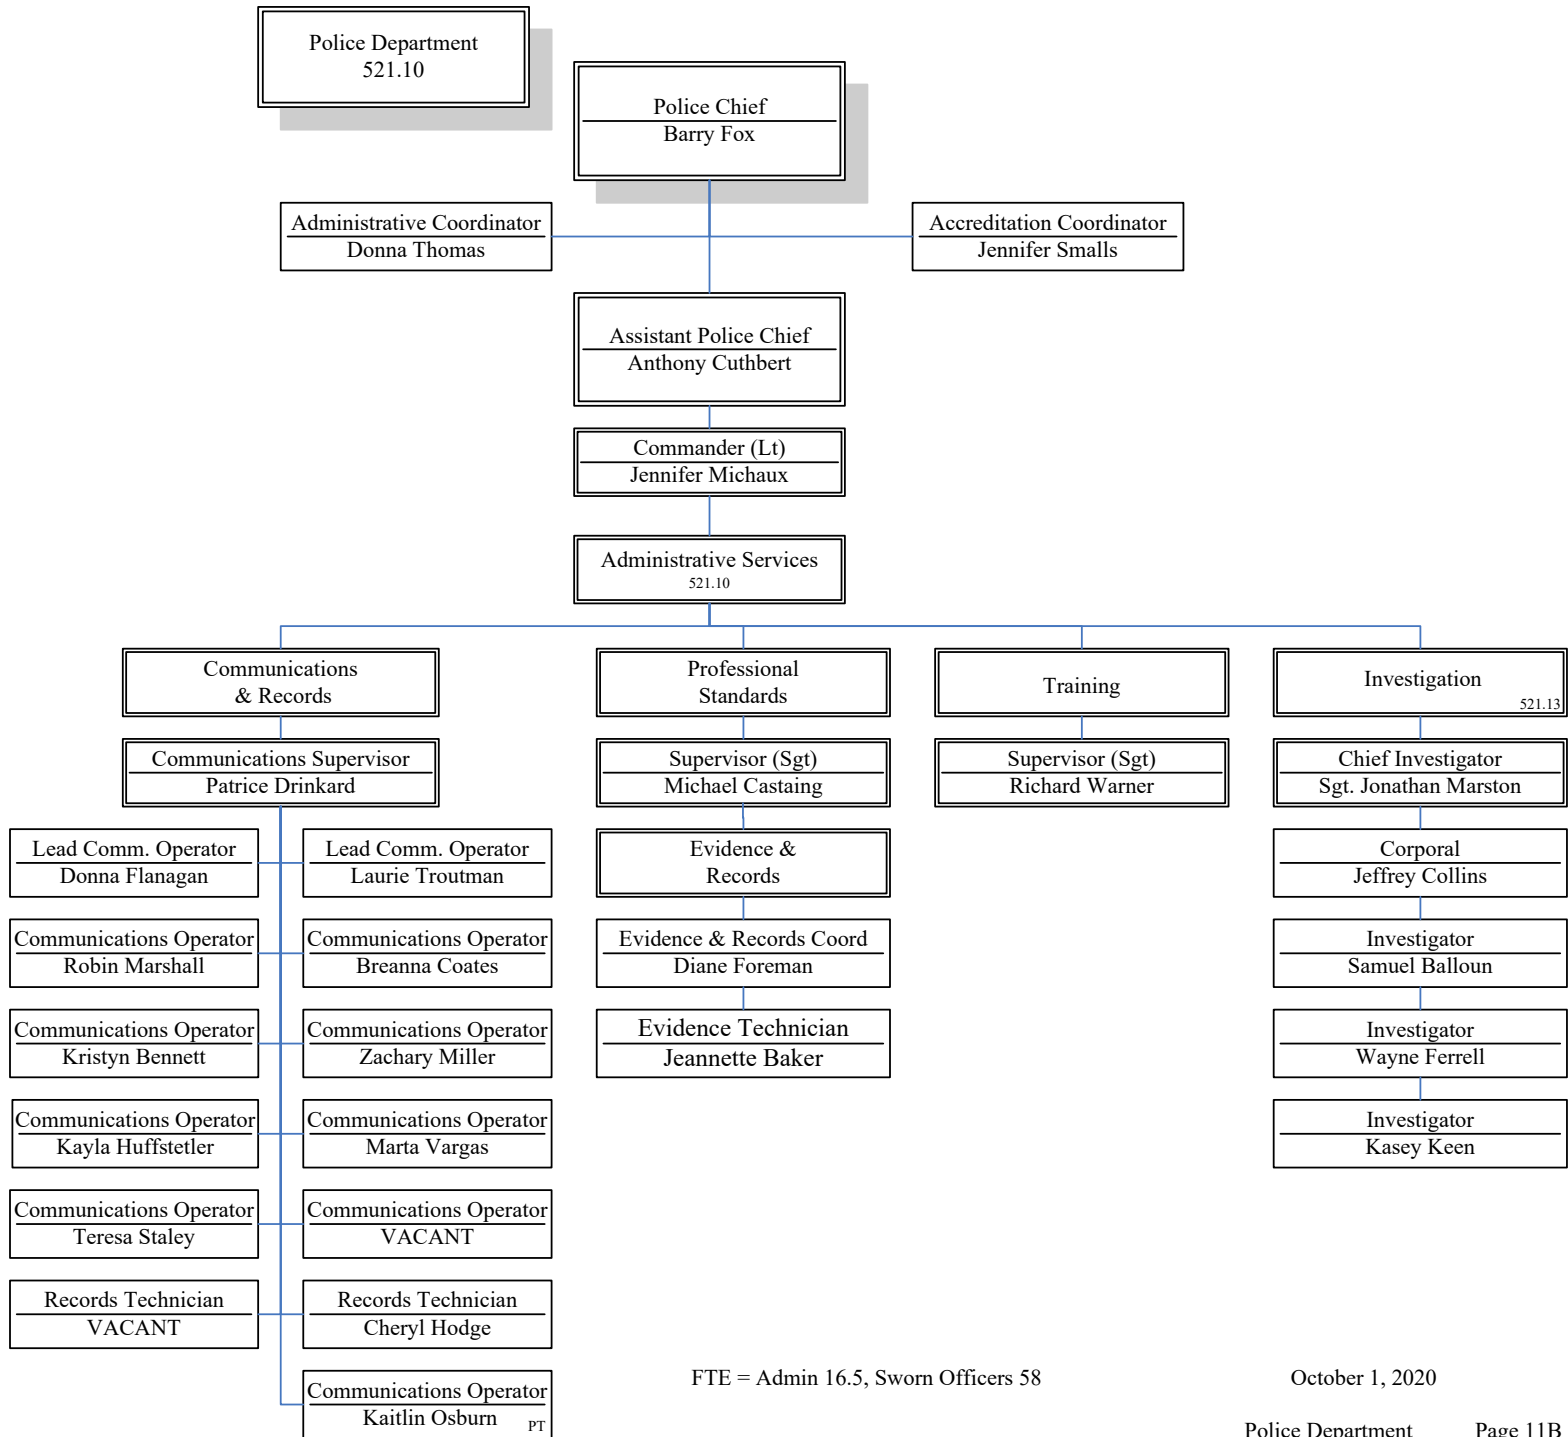 Police Department
521.10
Police Chief
Barry Fox
Administrative Coordinator
Donna Thomas
Accreditation Coordinator
Jennifer Smalls
Assistant Police Chief
Anthony Cuthbert
Commander (Lt)
Jennifer Michaux
Administrative Services
521.10
Communications
& Records
Professional
Standards
Training
Investigation
521.13
Communications Supervisor
Patrice Drinkard
Supervisor (Sgt)
Michael Castaing
Supervisor (Sgt)
Richard Warner
Chief Investigator
Sgt. Jonathan Marston
Lead Comm. Operator
Donna Flanagan
Lead Comm. Operator
Laurie Troutman
Evidence &
Records
Corporal
Jeffrey Collins
Communications Operator
Robin Marshall
Communications Operator
Breanna Coates
Evidence & Records Coord
Diane Foreman
Investigator
Samuel Balloun
Communications Operator
Kristyn Bennett
Communications Operator
Zachary Miller
Evidence Technician
Jeannette Baker
Investigator
Wayne Ferrell
Communications Operator
Kayla Huffstetler
Communications Operator
Marta Vargas
Investigator
Kasey Keen
Communications Operator
Teresa Staley
Communications Operator
VACANT
Records Technician
VACANT
Records Technician
Cheryl Hodge
Communications Operator
Kaitlin Osburn
PT
FTE = Admin 16.5, Sworn Officers 58
October 1, 2020
Police Department Page 11B